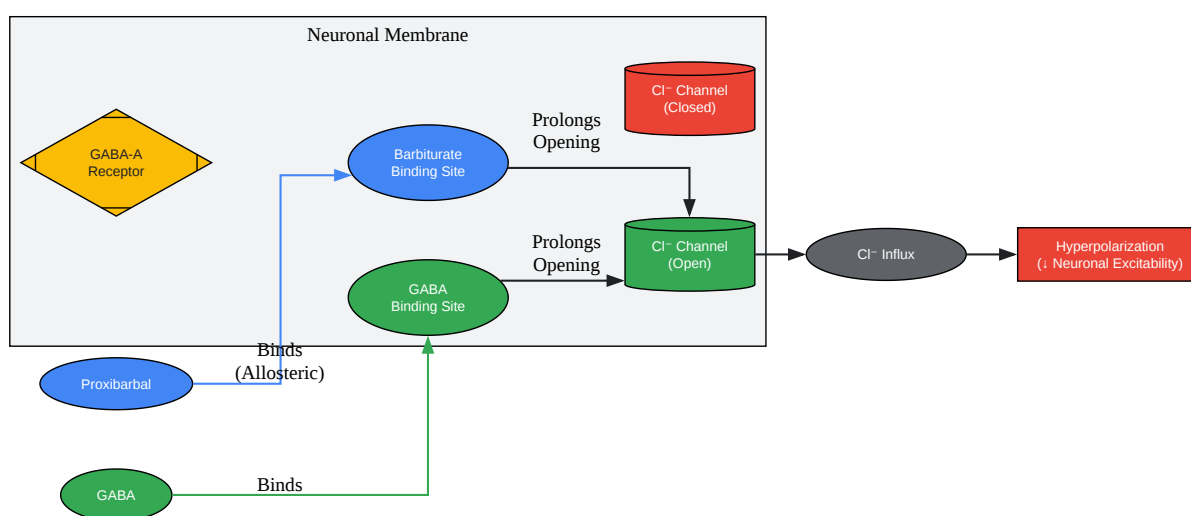 Neuronal Membrane
Cl⁻ Channel
(Closed)
Prolongs
Opening
GABA-A
Receptor
Barbiturate
Binding Site
Prolongs
Opening
Cl⁻ Channel
(Open)
Cl⁻ Influx
Hyperpolarization
(↓ Neuronal Excitability)
GABA
Binding Site
Binds
(Allosteric)
Proxibarbal
Binds
GABA